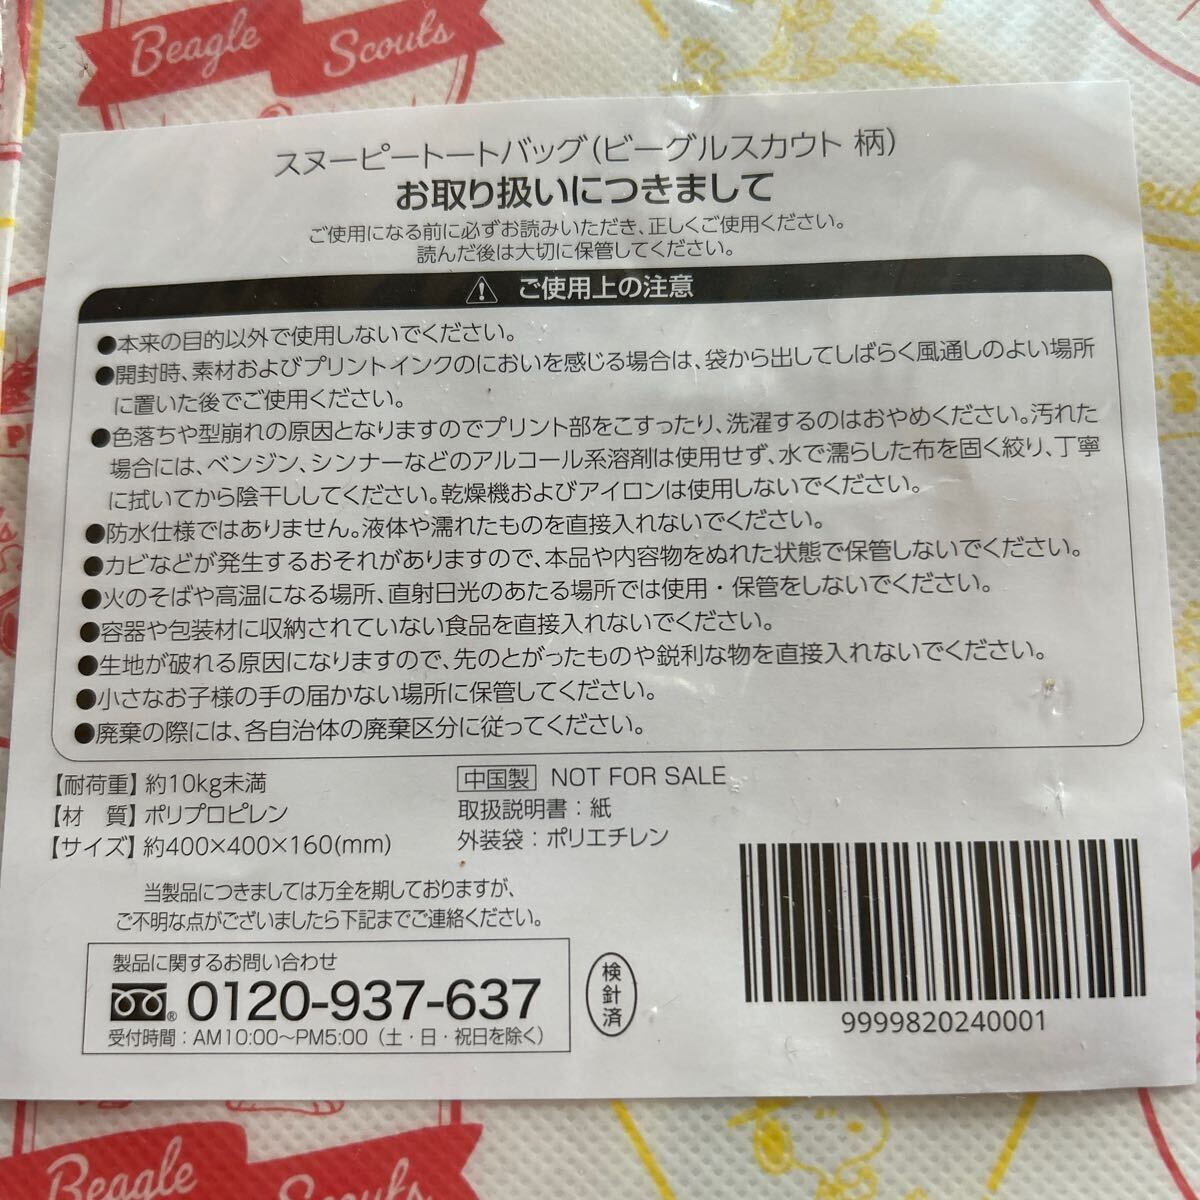 Beagle Scouts
スヌーピートートバッグ(ビーグルスカウト 柄)
お取り扱いにつきまして
ご使用になる前に必ずお読みいただき、正しくご使用ください。
読んだ後は大切に保管してください。
ご使用上の注意
●本来の目的以外で使用しないでください。
●開封時、素材およびプリントインクのにおいを感じる場合は、袋から出してしばらく風通しのよい場所
に置いた後でご使用ください。
●色落ちや型崩れの原因となりますのでプリント部をこすったり、洗濯するのはおやめください。汚れた
場合には、ベンジン、シンナーなどのアルコール系溶剤は使用せず、水で濡らした布を固く絞り、丁寧
に拭いてから陰干ししてください。乾燥機およびアイロンは使用しないでください。
●防水仕様ではありません。液体や濡れたものを直接入れないでください。
●カビなどが発生するおそれがありますので、本品や内容物をぬれた状態で保管しないでください。
●火のそばや高温になる場所、直射日光のあたる場所では使用・保管をしないでください。
●容器や包装材に収納されていない食品を直接入れないでください。
●生地が破れる原因になりますので、先のとがったものや鋭利な物を直接入れないでください。
●小さなお子様の手の届かない場所に保管してください。
●廃棄の際には、各自治体の廃棄区分に従ってください。
【耐荷重】約10kg未満
【材 質】ポリプロピレン
【サイズ】約400×400×160(mm)
中国製 NOT FOR SALE
取扱説明書：紙
外装袋：ポリエチレン
当製品につきましては万全を期しておりますが、
ご不明な点がございましたら下記までご連絡ください。
製品に関するお問い合わせ
0120-937-637
受付時間：AM10:00〜PM5:00（土・日・祝日を除く）
検針済
9999820240001
Beagle Scouts